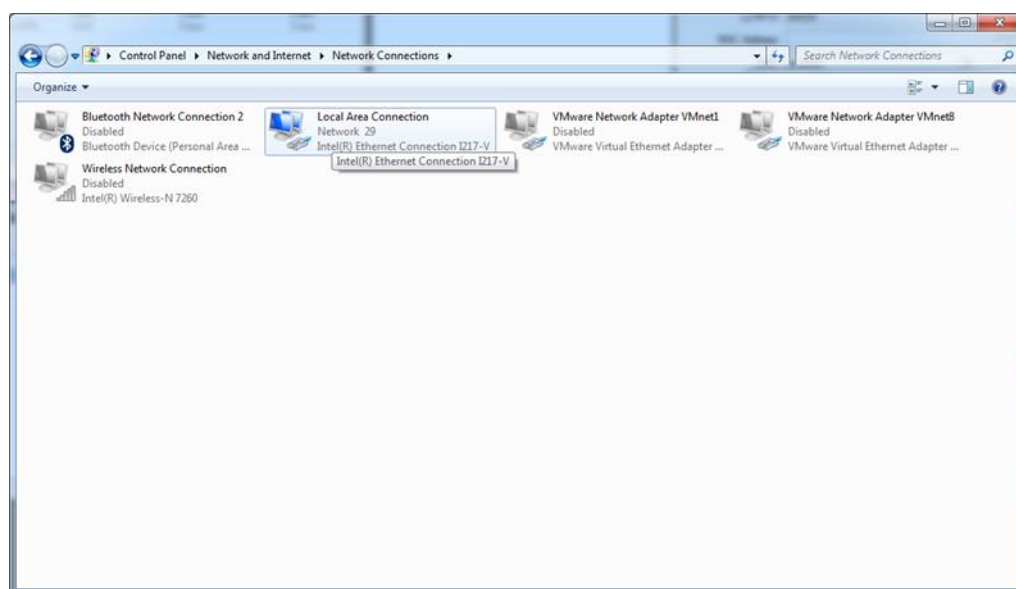 Control Panel ▸ Network and Internet ▸ Network Connections ▸
Search Network Connections
Organize
Bluetooth Network Connection 2
Disabled
Bluetooth Device (Personal Area ...
Local Area Connection
Network 29
Intel(R) Ethernet Connection I217-V
Intel(R) Ethernet Connection I217-V
VMware Network Adapter VMnet1
Disabled
VMware Virtual Ethernet Adapter ...
VMware Network Adapter VMnet8
Disabled
VMware Virtual Ethernet Adapter ...
Wireless Network Connection
Disabled
Intel(R) Wireless-N 7260